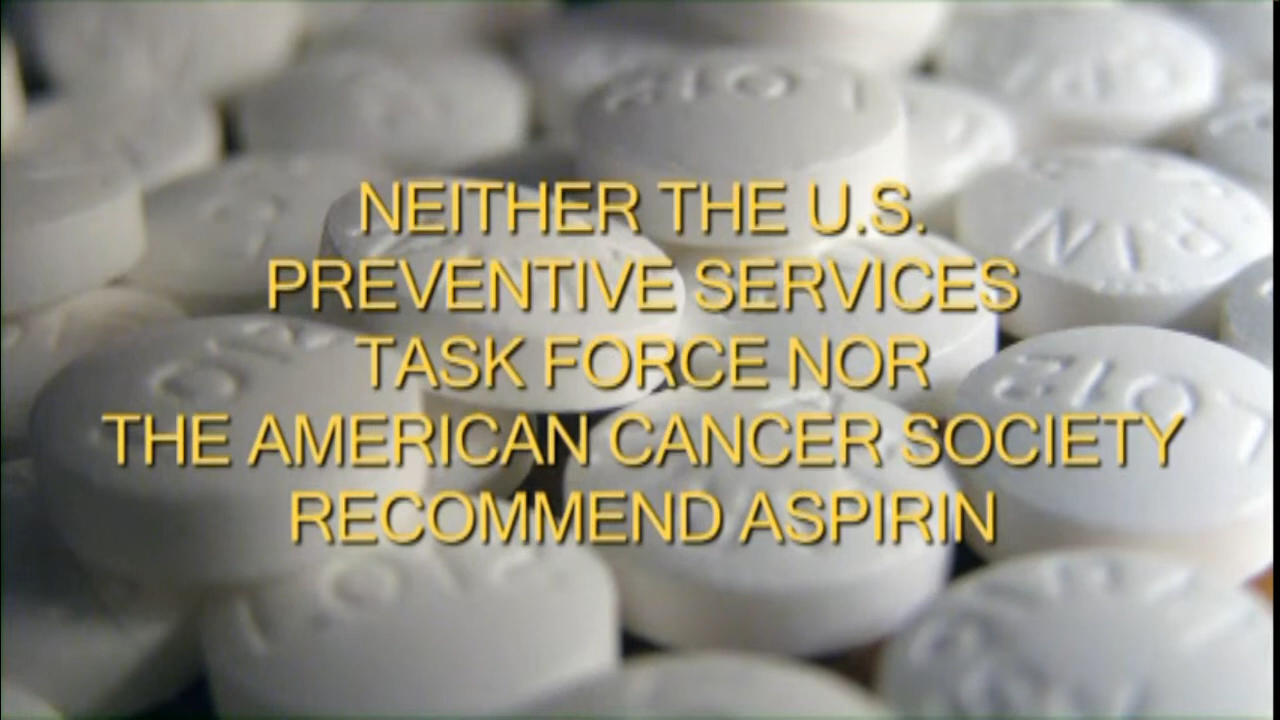 NEITHER THE U.S.
PREVENTIVE SERVICES
TASK FORCE NOR
THE AMERICAN CANCER SOCIETY
RECOMMEND ASPIRIN